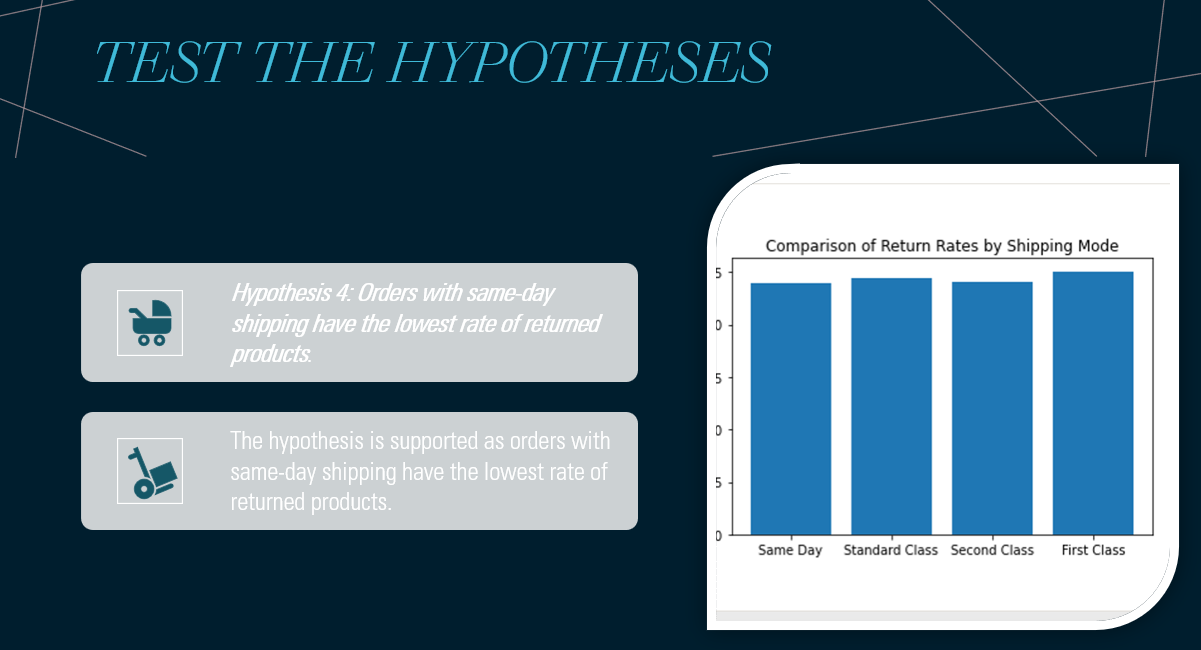 TEST THE HYPOTHESES
Hypothesis 4: Orders with same-day
shipping have the lowest rate of returned
products.
The hypothesis is supported as orders with
same-day shipping have the lowest rate of
returned products.
Comparison of Return Rates by Shipping Mode
5
0
5
0
5
0
Same Day Standard Class Second Class First Class